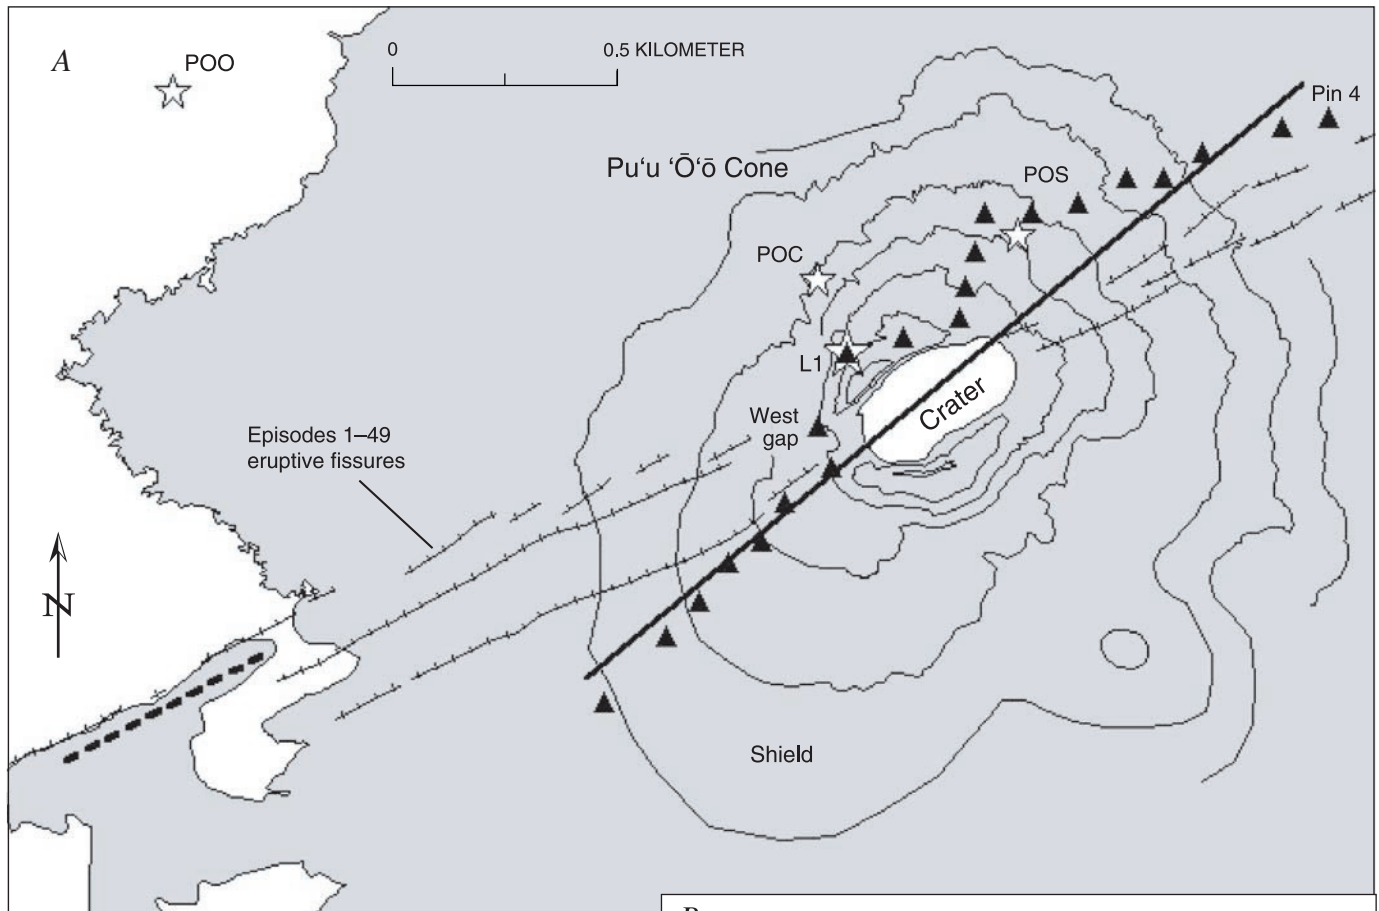 A
POO
0
0.5 KILOMETER
Pin 4
Pu‘u ‘Ō‘ō Cone
POS
POC
L1
Crater
West
gap
Episodes 1–49
eruptive fissures
N
Shield
B